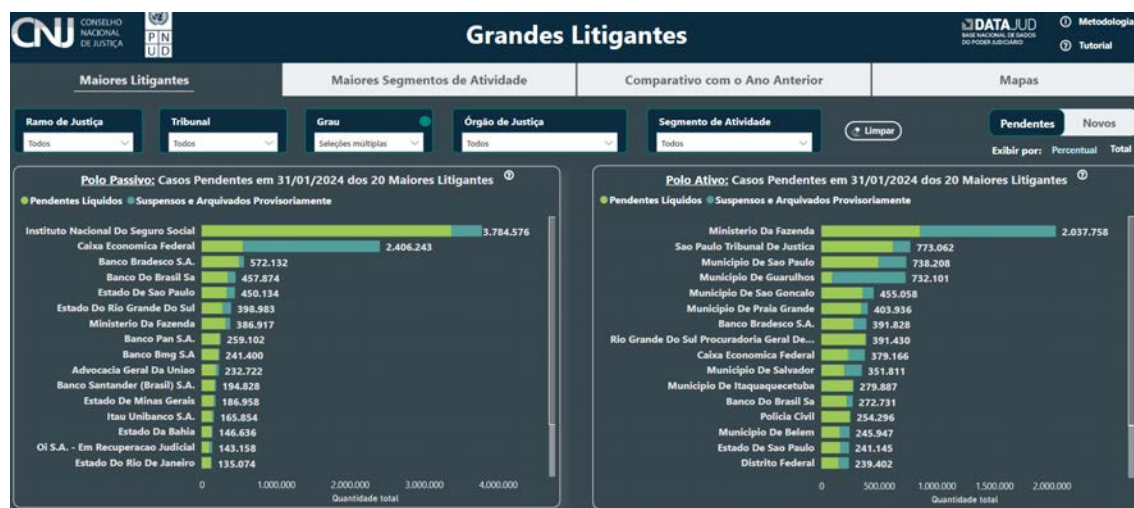 CNJ
CONSELHO
NACIONAL
DE JUSTIÇA
P N
U D
Grandes Litigantes
DATAJUD
BASE NACIONAL DE DADOS
DO PODER JUDICIÁRIO
Metodologia
Tutorial
Maiores Litigantes
Maiores Segmentos de Atividade
Comparativo com o Ano Anterior
Mapas
Ramo de Justiça
Todos
Tribunal
Todos
Grau
Seleções múltiplas
Órgão de Justiça
Todos
Segmento de Atividade
Todos
Limpar
Pendentes
Novos
Exibir por: Percentual Total
Polo Passivo: Casos Pendentes em 31/01/2024 dos 20 Maiores Litigantes
Pendentes Líquidos Suspensos e Arquivados Provisoriamente
Instituto Nacional Do Seguro Social 3.784.576
Caixa Economica Federal 2.406.243
Banco Bradesco S.A. 572.132
Banco Do Brasil Sa 457.874
Estado De Sao Paulo 450.134
Estado Do Rio Grande Do Sul 398.983
Ministerio Da Fazenda 386.917
Banco Pan S.A. 259.102
Banco Bmg S.A 241.400
Advocacia Geral Da Uniao 232.722
Banco Santander (Brasil) S.A. 194.828
Estado De Minas Gerais 186.958
Itau Unibanco S.A. 165.854
Estado Da Bahia 146.636
Oi S.A. - Em Recuperacao Judicial 143.158
Estado Do Rio De Janeiro 135.074
0 1.000.000 2.000.000 3.000.000 4.000.000
Quantidade total
Polo Ativo: Casos Pendentes em 31/01/2024 dos 20 Maiores Litigantes
Pendentes Líquidos Suspensos e Arquivados Provisoriamente
Ministerio Da Fazenda 2.037.758
Sao Paulo Tribunal De Justica 773.062
Municipio De Sao Paulo 738.208
Municipio De Guarulhos 732.101
Municipio De Sao Goncalo 455.058
Municipio De Praia Grande 403.936
Banco Bradesco S.A. 391.828
Rio Grande Do Sul Procuradoria Geral De... 391.430
Caixa Economica Federal 379.166
Municipio De Salvador 351.811
Municipio De Itaquaquecetuba 279.887
Banco Do Brasil Sa 272.731
Policia Civil 254.296
Municipio De Belem 245.947
Estado De Sao Paulo 241.145
Distrito Federal 239.402
0 500.000 1.000.000 1.500.000 2.000.000
Quantidade total